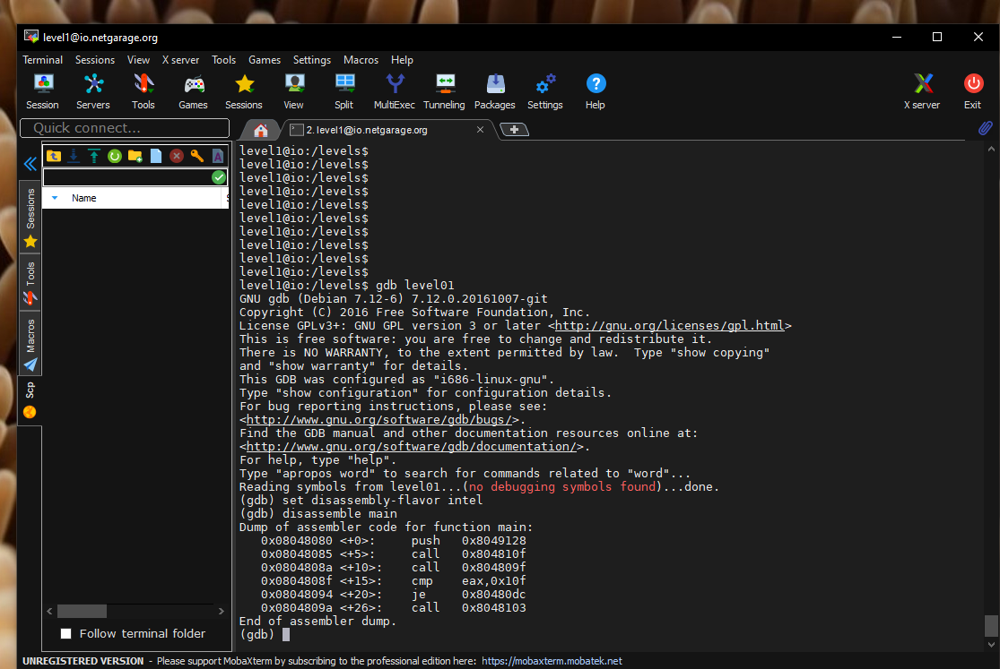 level1@io.netgarage.org
Terminal Sessions View X server Tools Games Settings Macros Help
Session Servers Tools Games Sessions View Split MultiExec Tunneling Packages Settings Help X server Exit
Quick connect...
2. level1@io.netgarage.org
Name
Sessions
Tools
Macros
Scp
level1@io:/levels$
level1@io:/levels$
level1@io:/levels$
level1@io:/levels$
level1@io:/levels$
level1@io:/levels$
level1@io:/levels$
level1@io:/levels$
level1@io:/levels$
level1@io:/levels$
level1@io:/levels$ gdb level01
GNU gdb (Debian 7.12-6) 7.12.0.20161007-git
Copyright (C) 2016 Free Software Foundation, Inc.
License GPLv3+: GNU GPL version 3 or later <http://gnu.org/licenses/gpl.html>
This is free software: you are free to change and redistribute it.
There is NO WARRANTY, to the extent permitted by law.  Type "show copying"
and "show warranty" for details.
This GDB was configured as "i686-linux-gnu".
Type "show configuration" for configuration details.
For bug reporting instructions, please see:
<http://www.gnu.org/software/gdb/bugs/>.
Find the GDB manual and other documentation resources online at:
<http://www.gnu.org/software/gdb/documentation/>.
For help, type "help".
Type "apropos word" to search for commands related to "word"...
Reading symbols from level01...(no debugging symbols found)...done.
(gdb) set disassembly-flavor intel
(gdb) disassemble main
Dump of assembler code for function main:
   0x08048080 <+0>:     push   0x8049128
   0x08048085 <+5>:     call   0x804810f
   0x0804808a <+10>:    call   0x804809f
   0x0804808f <+15>:    cmp    eax,0x10f
   0x08048094 <+20>:    je     0x80480dc
   0x0804809a <+26>:    call   0x8048103
End of assembler dump.
(gdb)
Follow terminal folder
UNREGISTERED VERSION - Please support MobaXterm by subscribing to the professional edition here: https://mobaxterm.mobatek.net